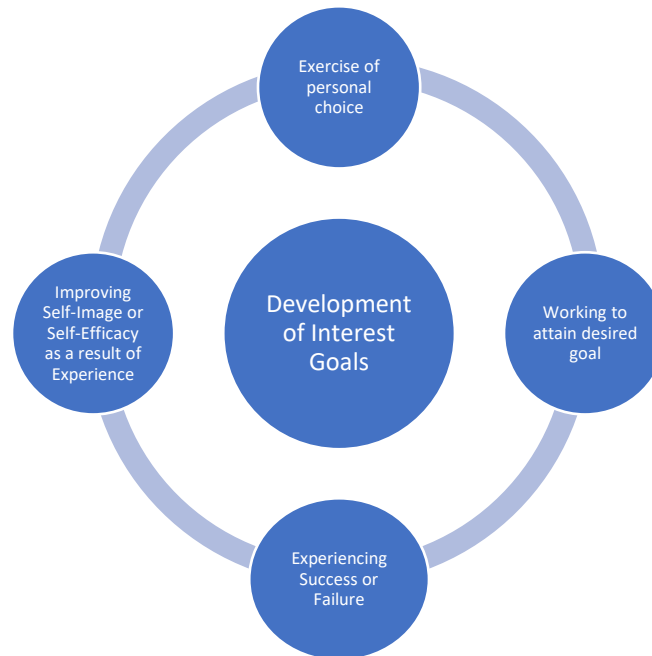 Exercise of
personal
choice
Improving
Self-Image or
Self-Efficacy
as a result of
Experience
Development
of Interest
Goals
Working to
attain desired
goal
Experiencing
Success or
Failure